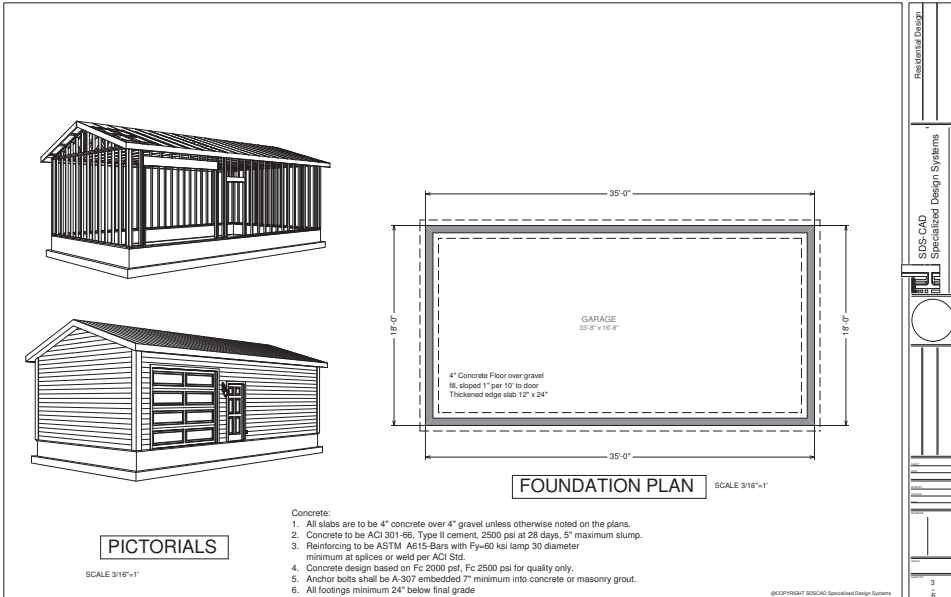 Residential Design
SDS-CAD
Specialized Design Systems
35'-0"
18'-0"
18'-0"
GARAGE
33'-8" x 16'-8"
4" Concrete Floor over gravel
fill, sloped 1" per 10' to door
Thickened edge slab 12" x 24"
35'-0"
FOUNDATION PLAN
SCALE 3/16"=1'
PICTORIALS
SCALE 3/16"=1'
Concrete:
1. All slabs are to be 4" concrete over 4" gravel unless otherwise noted on the plans.
2. Concrete to be ACI 301-66, Type II cement, 2500 psi at 28 days, 5" maximum slump.
3. Reinforcing to be ASTM A615-Bars with Fy=60 ksi lamp 30 diameter
minimum at splices or weld per ACI Std.
4. Concrete design based on Fc 2000 psf, Fc 2500 psi for quality only.
5. Anchor bolts shall be A-307 embedded 7" minimum into concrete or masonry grout.
6. All footings minimum 24" below final grade
@COPYRIGHT SDSCAD Specialized Design Systems
3